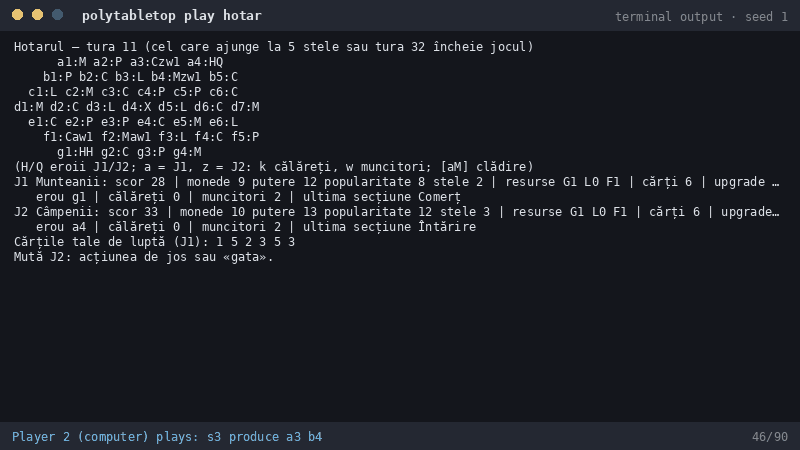 polytabletop play hotar
terminal output · seed 1
Hotarul — tura 11 (cel care ajunge la 5 stele sau tura 32 încheie jocul)
a1:M a2:P a3:Czw1 a4:HQ
b1:P b2:C b3:L b4:Mzw1 b5:C
c1:L c2:M c3:C c4:P c5:P c6:C
d1:M d2:C d3:L d4:X d5:L d6:C d7:M
e1:C e2:P e3:P e4:C e5:M e6:L
f1:Caw1 f2:Maw1 f3:L f4:C f5:P
g1:HH g2:C g3:P g4:M
(H/Q eroii J1/J2; a = J1, z = J2: k călăreți, w muncitori; [aM] clădire)
J1 Munteanii: scor 28 | monede 9 putere 12 popularitate 8 stele 2 | resurse G1 L0 F1 | cărți 6 | upgrade …
erou g1 | călăreți 0 | muncitori 2 | ultima secțiune Comerț
J2 Câmpenii: scor 33 | monede 10 putere 13 popularitate 12 stele 3 | resurse G1 L0 F1 | cărți 6 | upgrade…
erou a4 | călăreți 0 | muncitori 2 | ultima secțiune Întărire
Cărțile tale de luptă (J1): 1 5 2 3 5 3
Mută J2: acțiunea de jos sau «gata».
Player 2 (computer) plays: s3 produce a3 b4
46/90